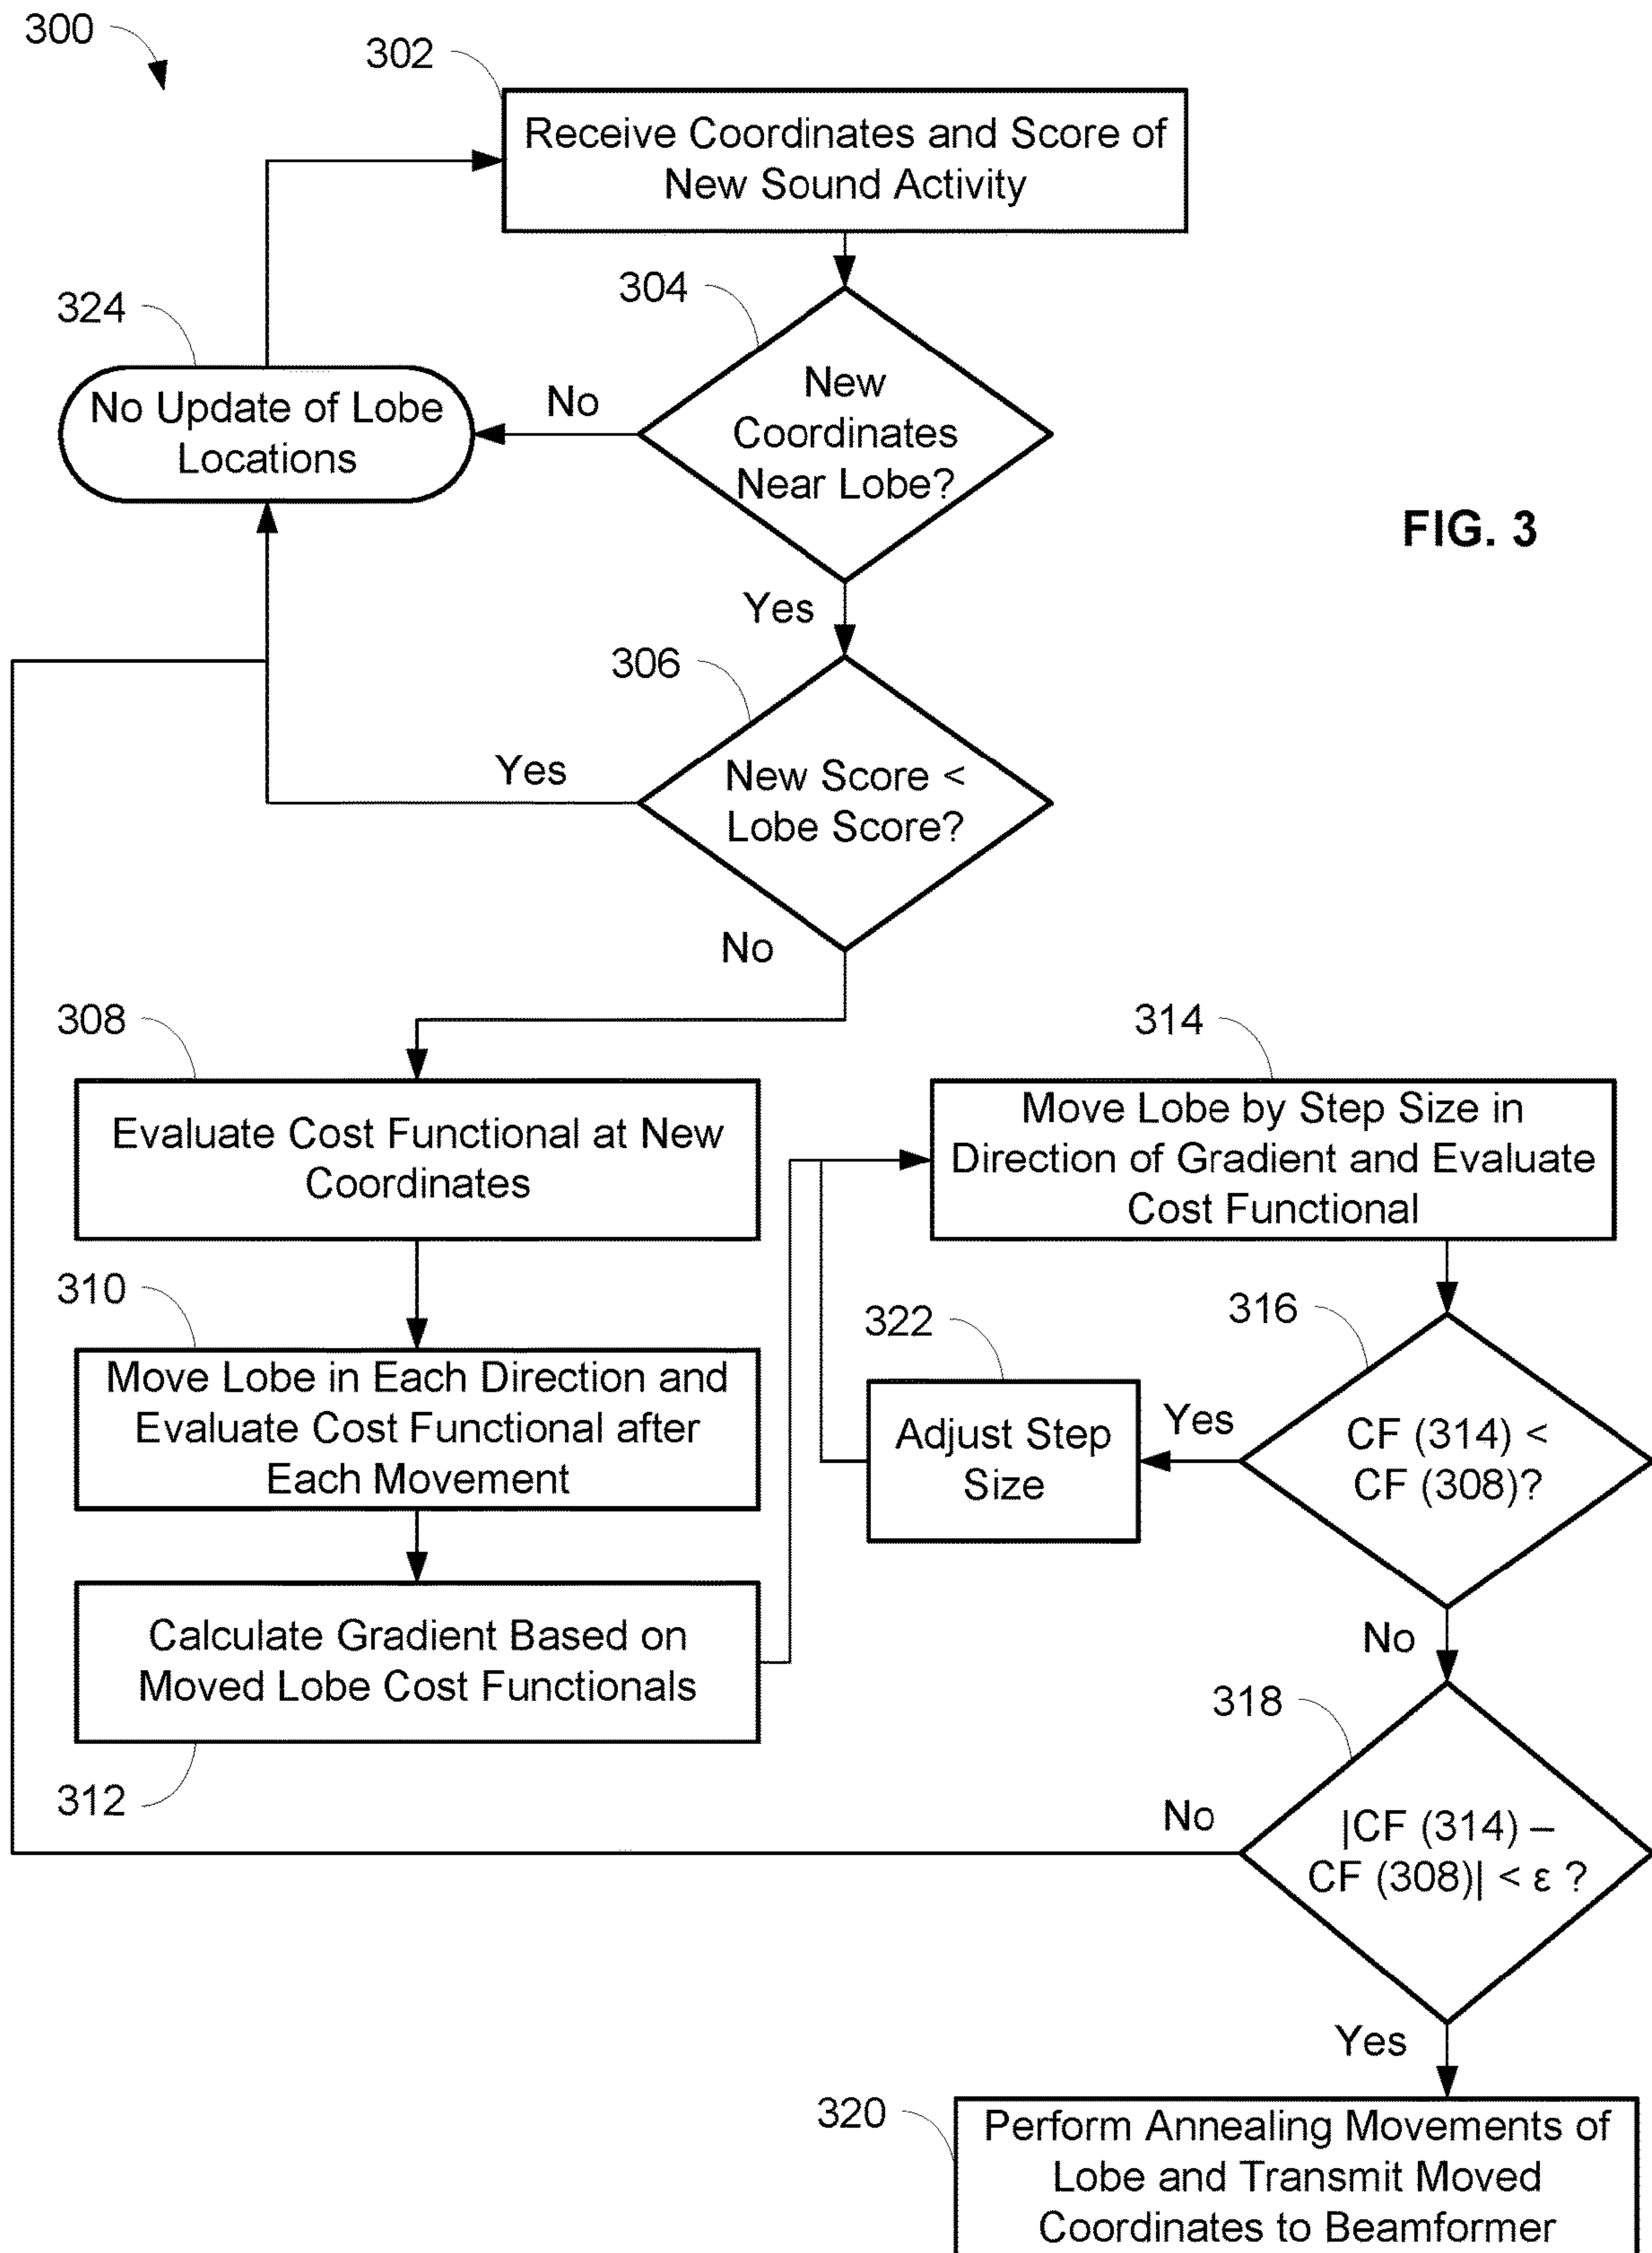 300
302
Receive Coordinates and Score of
New Sound Activity
304
324
New
Coordinates
Near Lobe?
No
No Update of Lobe
Locations
FIG. 3
Yes
306
New Score <
Lobe Score?
Yes
No
308
Evaluate Cost Functional at New
Coordinates
310
Move Lobe in Each Direction and
Evaluate Cost Functional after
Each Movement
Calculate Gradient Based on
Moved Lobe Cost Functionals
312
314
Move Lobe by Step Size in
Direction of Gradient and Evaluate
Cost Functional
316
CF (314) <
CF (308)?
Yes
322
Adjust Step
Size
No
318
|CF (314) –
CF (308)| < ε ?
No
Yes
320
Perform Annealing Movements of
Lobe and Transmit Moved
Coordinates to Beamformer